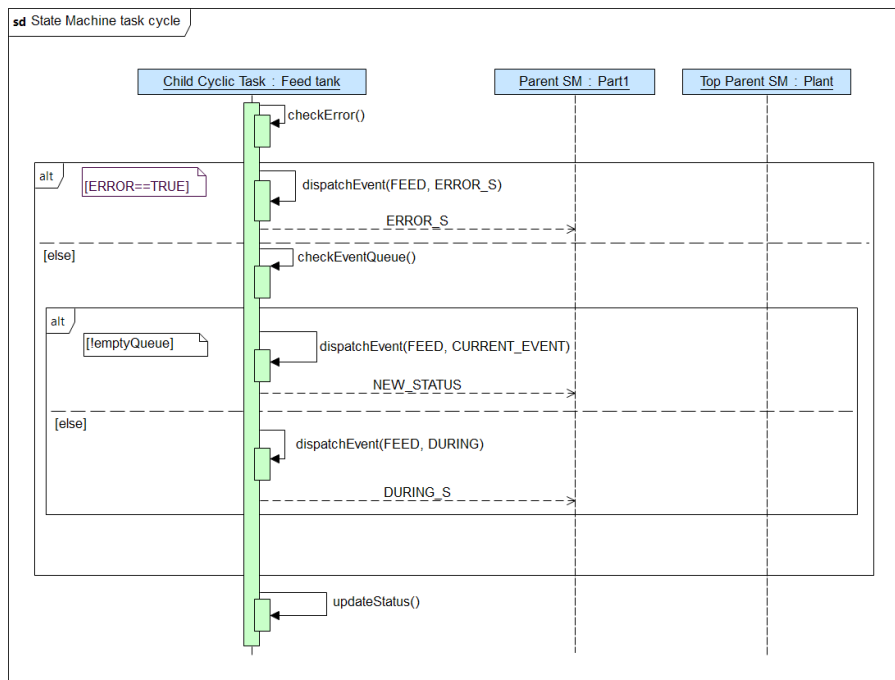 sd State Machine task cycle
Child Cyclic Task : Feed tank
Parent SM : Part1
Top Parent SM : Plant
checkError()
alt
[ERROR==TRUE]
dispatchEvent(FEED, ERROR_S)
ERROR_S
[else]
checkEventQueue()
alt
[!emptyQueue]
dispatchEvent(FEED, CURRENT_EVENT)
NEW_STATUS
[else]
dispatchEvent(FEED, DURING)
DURING_S
updateStatus()